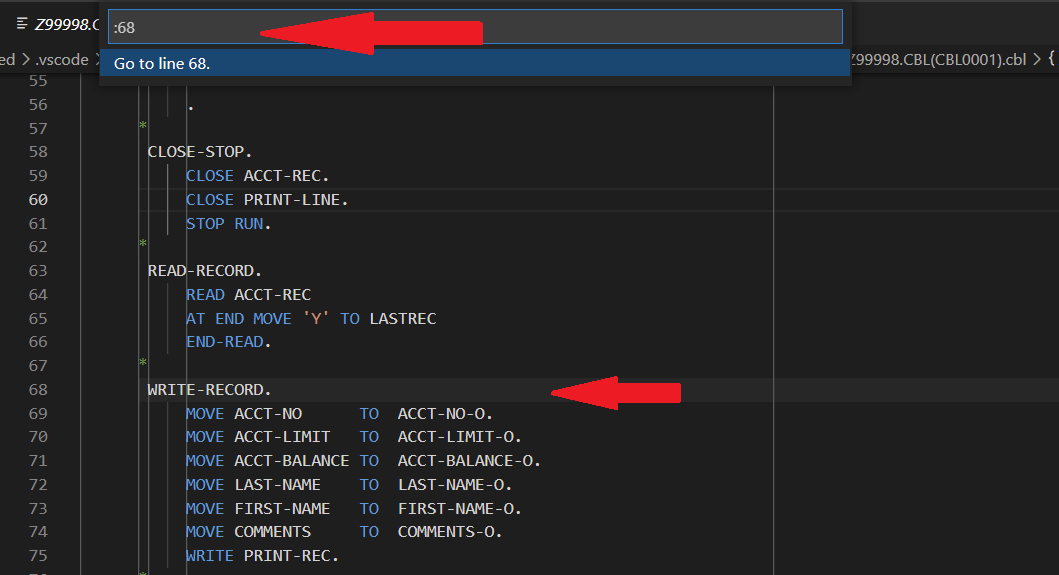 Z99998.C
:68
ed > .vscode >
Z99998.CBL(CBL0001).cbl > {
Go to line 68.
55
56 .
57 *
58 CLOSE-STOP.
59 CLOSE ACCT-REC.
60 CLOSE PRINT-LINE.
61 STOP RUN.
62 *
63 READ-RECORD.
64 READ ACCT-REC
65 AT END MOVE 'Y' TO LASTREC
66 END-READ.
67 *
68 WRITE-RECORD.
69 MOVE ACCT-NO TO ACCT-NO-O.
70 MOVE ACCT-LIMIT TO ACCT-LIMIT-O.
71 MOVE ACCT-BALANCE TO ACCT-BALANCE-O.
72 MOVE LAST-NAME TO LAST-NAME-O.
73 MOVE FIRST-NAME TO FIRST-NAME-O.
74 MOVE COMMENTS TO COMMENTS-O.
75 WRITE PRINT-REC.